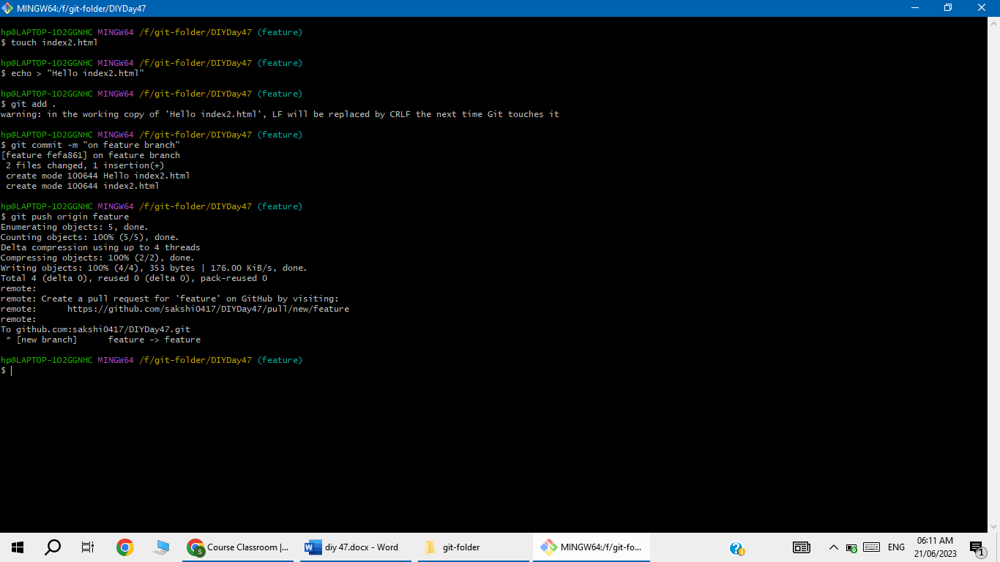 MINGW64:/f/git-folder/DIYDay47
hp@LAPTOP-1O2GGNHC MINGW64 /f/git-folder/DIYDay47 (feature)
$ touch index2.html
hp@LAPTOP-1O2GGNHC MINGW64 /f/git-folder/DIYDay47 (feature)
$ echo > "Hello index2.html"
hp@LAPTOP-1O2GGNHC MINGW64 /f/git-folder/DIYDay47 (feature)
$ git add .
warning: in the working copy of 'Hello index2.html', LF will be replaced by CRLF the next time Git touches it
hp@LAPTOP-1O2GGNHC MINGW64 /f/git-folder/DIYDay47 (feature)
$ git commit -m "on feature branch"
[feature fefa861] on feature branch
 2 files changed, 1 insertion(+)
 create mode 100644 Hello index2.html
 create mode 100644 index2.html
hp@LAPTOP-1O2GGNHC MINGW64 /f/git-folder/DIYDay47 (feature)
$ git push origin feature
Enumerating objects: 5, done.
Counting objects: 100% (5/5), done.
Delta compression using up to 4 threads
Compressing objects: 100% (2/2), done.
Writing objects: 100% (4/4), 353 bytes | 176.00 KiB/s, done.
Total 4 (delta 0), reused 0 (delta 0), pack-reused 0
remote:
remote: Create a pull request for 'feature' on GitHub by visiting:
remote:      https://github.com/sakshi0417/DIYDay47/pull/new/feature
remote:
To github.com:sakshi0417/DIYDay47.git
 * [new branch]      feature -> feature
hp@LAPTOP-1O2GGNHC MINGW64 /f/git-folder/DIYDay47 (feature)
$
S Course Classroom |... diy 47.docx - Word git-folder MINGW64:/f/git-fo... ENG 06:11 AM 1
21/06/2023